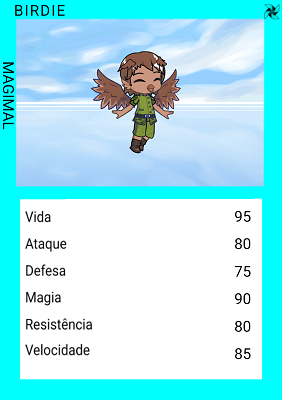 BIRDIE
MAGIMAL
Vida 95
Ataque 80
Defesa 75
Magia 90
Resistência 80
Velocidade 85